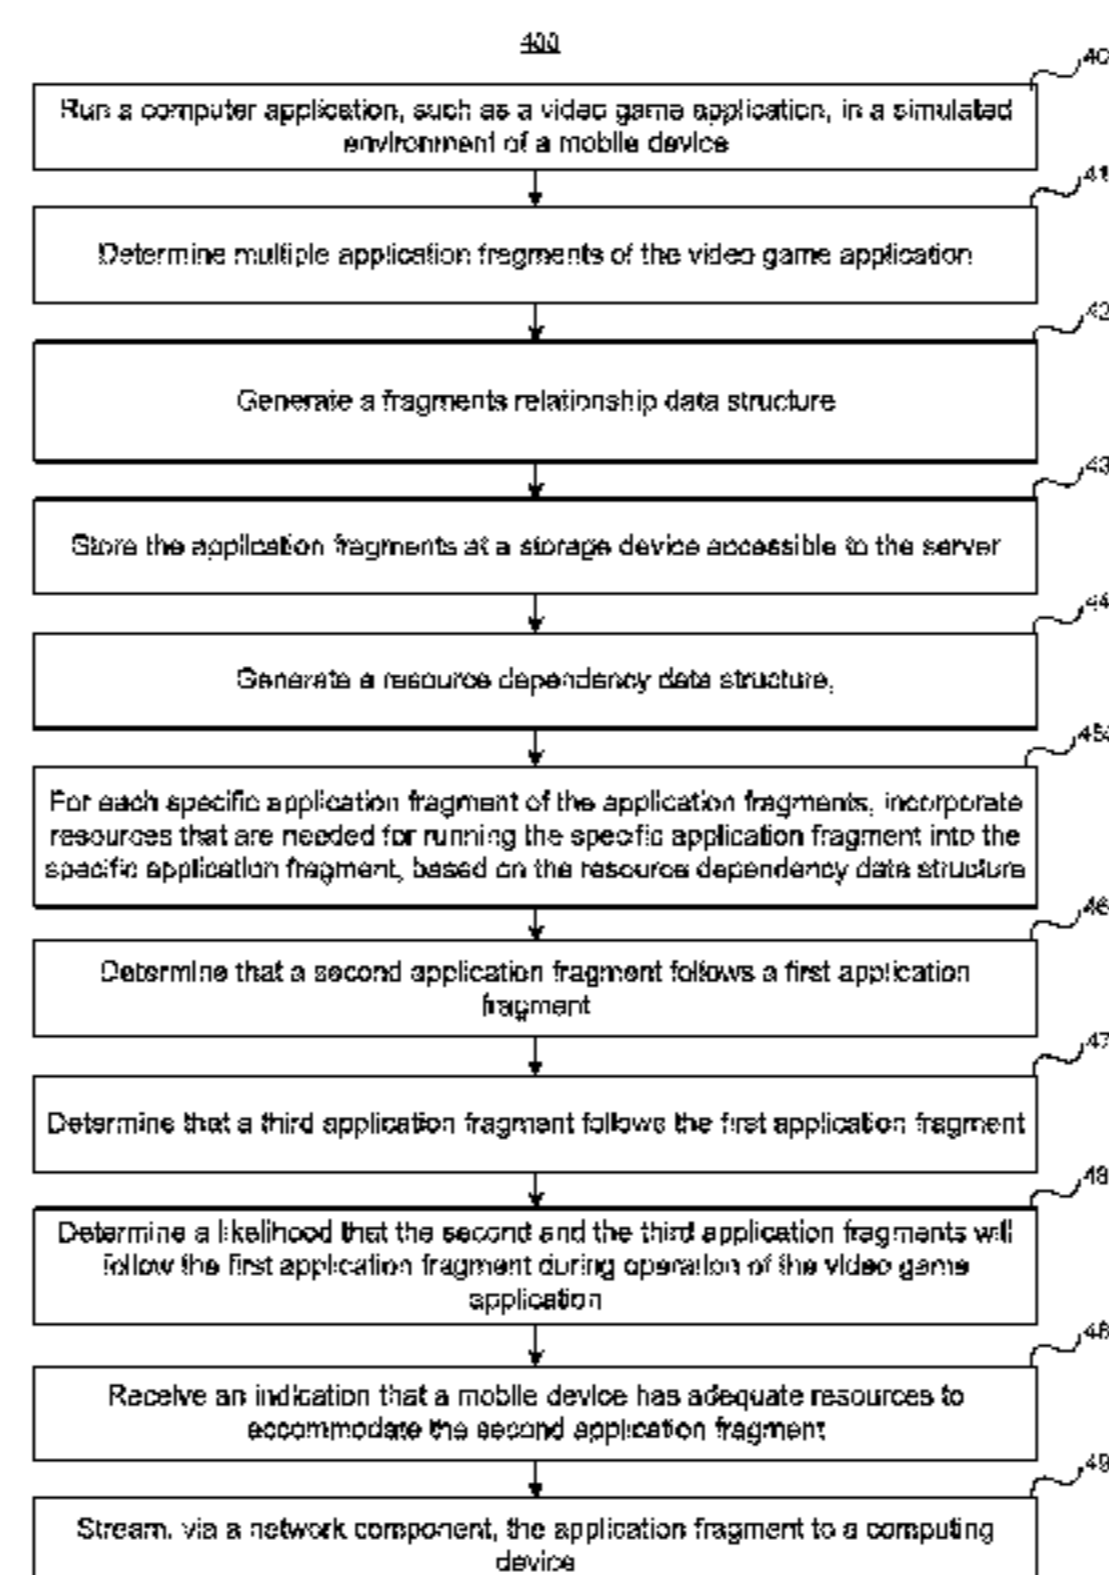 400
Run a computer application, such as a video game application, in a simulated
environment of a mobile device
Determine multiple application fragments of the video game application
Generate a fragments relationship data structure
Store the application fragments at a storage device accessible to the server
Generate a resource dependency data structure,
For each specific application fragment of the application fragments, incorporate
resources that are needed for running the specific application fragment into the
specific application fragment, based on the resource dependency data structure
Determine that a second application fragment follows a first application
fragment
Determine that a third application fragment follows the first application fragment
Determine a likelihood that the second and the third application fragments will
follow the first application fragment during operation of the video game
application
Receive an indication that a mobile device has adequate resources to
accommodate the second application fragment
Stream, via a network component, the application fragment to a computing
device